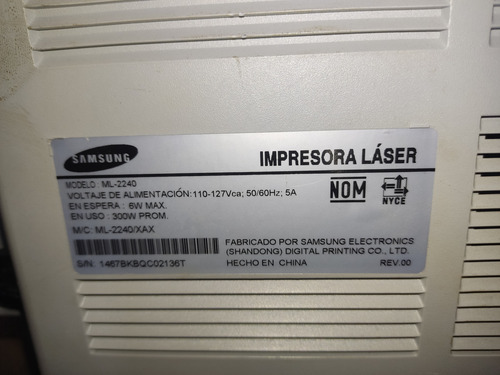 SAMSUNG
IMPRESORA LÁSER
MODELO : ML-2240
VOLTAJE DE ALIMENTACIÓN:110-127Vca; 50/60Hz; 5A
EN ESPERA : 6W MAX.
EN USO : 300W PROM.
NOM
NYCE
M/C: ML-2240/XAX
S/N: 1467BKBQC02136T
FABRICADO POR SAMSUNG ELECTRONICS
(SHANDONG) DIGITAL PRINTING CO., LTD.
HECHO EN CHINA
REV.00